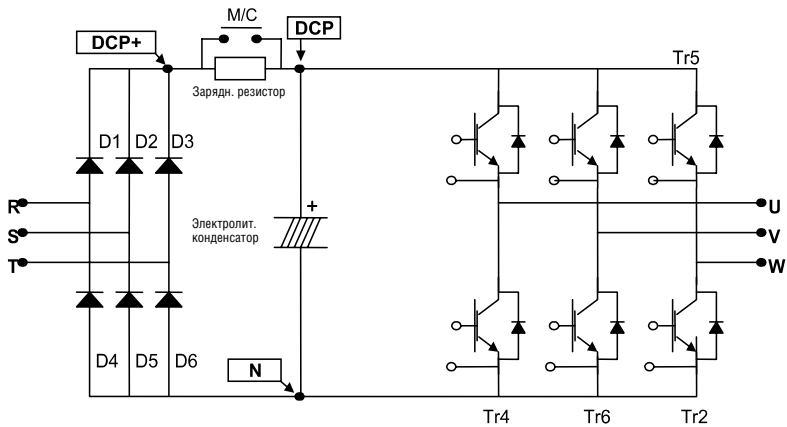 M/C
DCP
DCP+
Зарядн. резистор
Tr5
D1 D2 D3
R
S
T
+
Электролит.
конденсатор
U
V
W
D4 D5 D6
N
Tr4 Tr6 Tr2